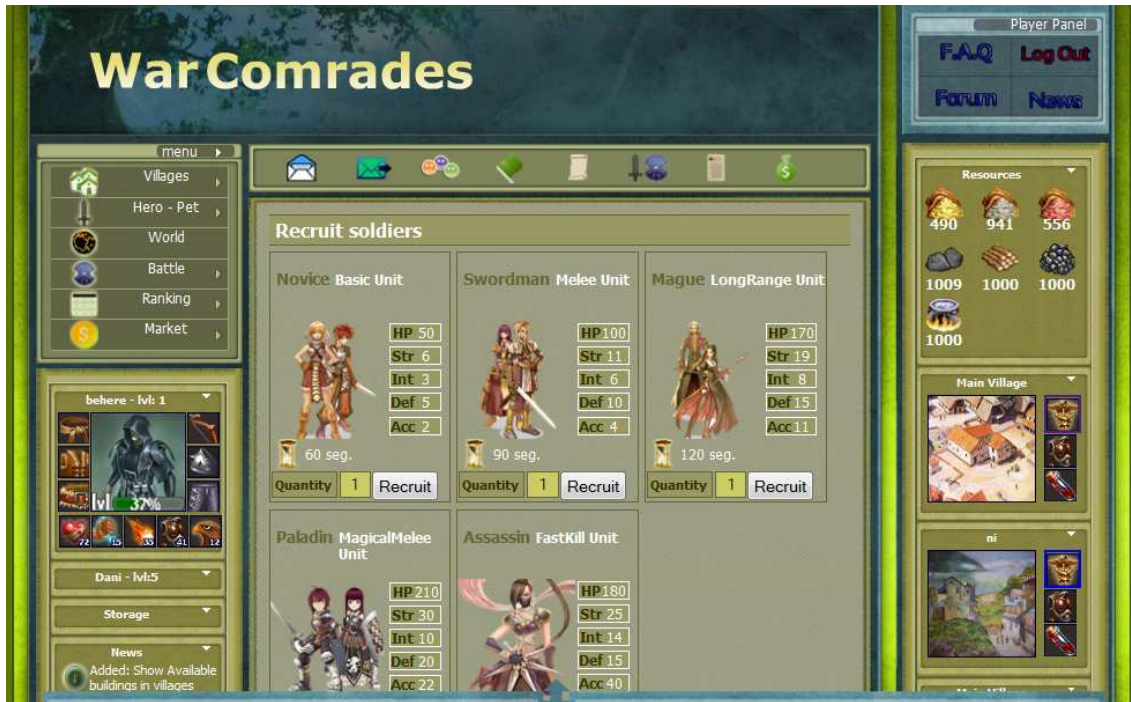 War Comrades
Player Panel
F.A.Q
Log Out
Forum
News
menu
Villages
Hero - Pet
World
Battle
Ranking
Market
behere - lvl: 1
lvl
37%
72
15
35
41
12
Dani - lvl:5
Storage
News
Added: Show Available
buildings in villages
Recruit soldiers
Novice Basic Unit
HP 50
Str 6
Int 3
Def 5
Acc 2
60 seg.
Quantity 1 Recruit
Swordman Melee Unit
HP 100
Str 11
Int 6
Def 10
Acc 4
90 seg.
Quantity 1 Recruit
Mague LongRange Unit
HP 170
Str 19
Int 8
Def 15
Acc 11
120 seg.
Quantity 1 Recruit
Paladin MagicalMelee
Unit
HP 210
Str 30
Int 10
Def 20
Acc 22
Assassin FastKill Unit
HP 180
Str 25
Int 14
Def 15
Acc 40
Resources
490 941 556
1009 1000 1000
1000
Main Village
ni
Main Village